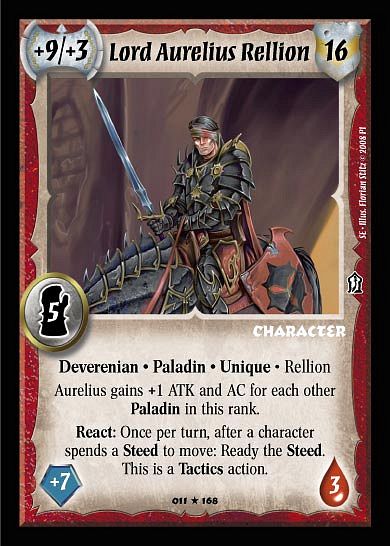 +9/+3
Lord Aurelius Rellion
16
SE • Illus. Florian Stitz © 2008 PI
5
CHARACTER
Deverenian • Paladin • Unique • Rellion
Aurelius gains +1 ATK and AC for each other
Paladin in this rank.
React: Once per turn, after a character
spends a Steed to move: Ready the Steed.
This is a Tactics action.
+7
3
011 ★ 168